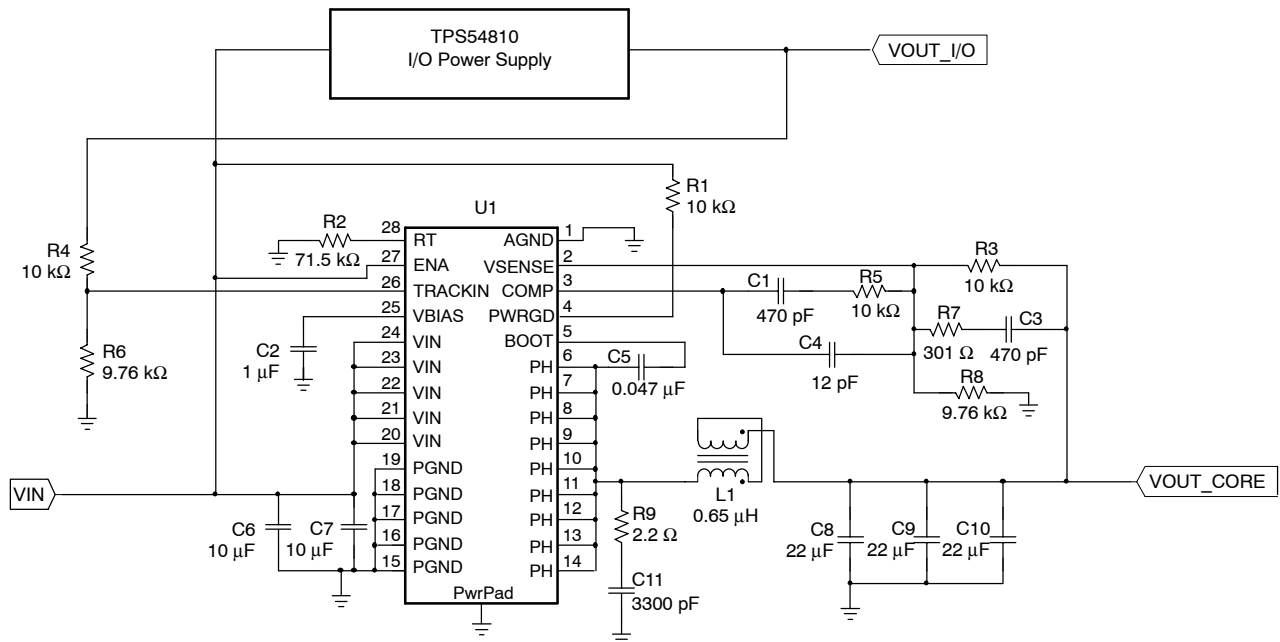 TPS54810
I/O Power Supply
VOUT_I/O
R1
10 kΩ
U1
R2
71.5 kΩ
R4
10 kΩ
R6
9.76 kΩ
C2
1 μF
28
RT
27
ENA
26
TRACKIN
25
VBIAS
24
VIN
23
VIN
22
VIN
21
VIN
20
VIN
19
PGND
18
PGND
17
PGND
16
PGND
15
PGND
AGND
1
VSENSE
2
COMP
3
PWRGD
4
BOOT
5
PH
6
PH
7
PH
8
PH
9
PH
10
PH
11
PH
12
PH
13
PH
14
PwrPad
C1
470 pF
R5
10 kΩ
R3
10 kΩ
R7
301 Ω
C3
470 pF
C4
12 pF
R8
9.76 kΩ
C5
0.047 μF
L1
0.65 μH
R9
2.2 Ω
C11
3300 pF
VIN
C6
10 μF
C7
10 μF
C8
22 μF
C9
22 μF
C10
22 μF
VOUT_CORE